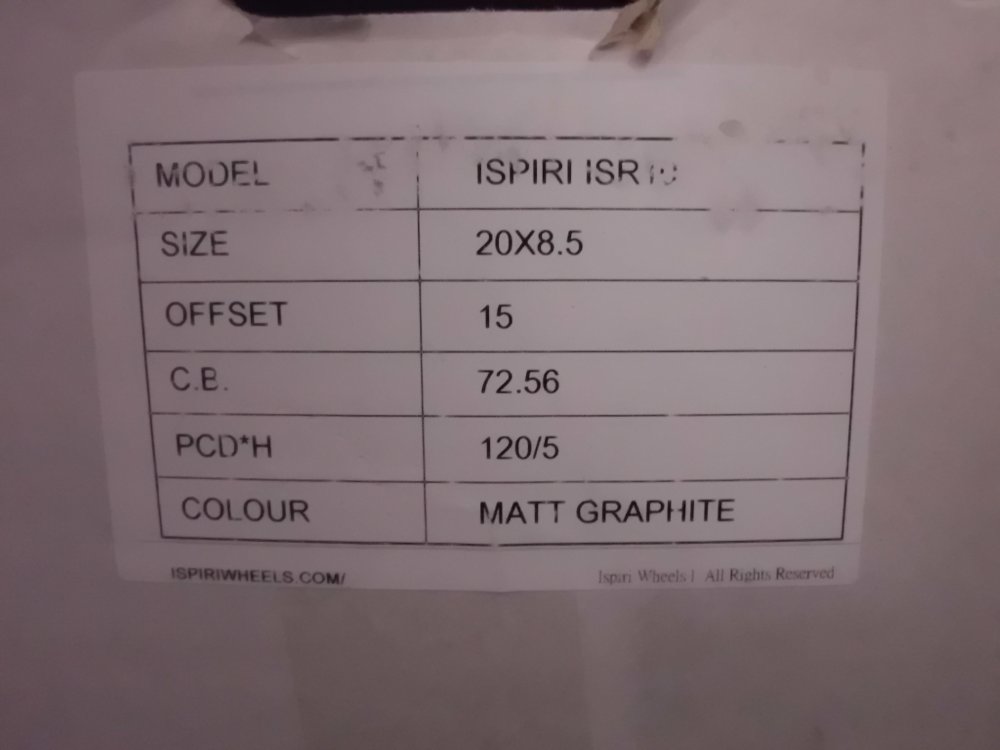 MODEL ISPIRI ISR
SIZE 20X8.5
OFFSET 15
C.B. 72.56
PCD*H 120/5
COLOUR MATT GRAPHITE
ISPIRIWHEELS.COM/ Ispiri Wheels | All Rights Reserved